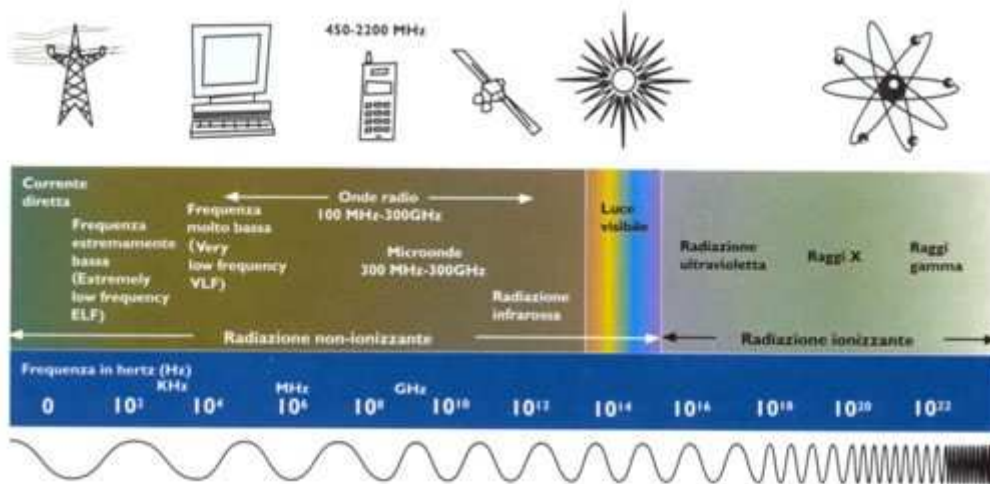 450-2200 MHz
Corrente
diretta
Frequenza
estremamente
bassa
(Extremely
low frequency
ELF)
Frequenza
molto bassa
(Very
low frequency
VLF)
Onde radio
100 MHz-300GHz
Microonde
300 MHz-300GHz
Radiazione
infrarossa
Luce
visibile
Radiazione
ultravioletta
Raggi X
Raggi
gamma
Radiazione non-ionizzante
Radiazione ionizzante
Frequenza in hertz (Hz)
KHz MHz GHz
0 10² 10⁴ 10⁶ 10⁸ 10¹⁰ 10¹² 10¹⁴ 10¹⁶ 10¹⁸ 10²⁰ 10²²